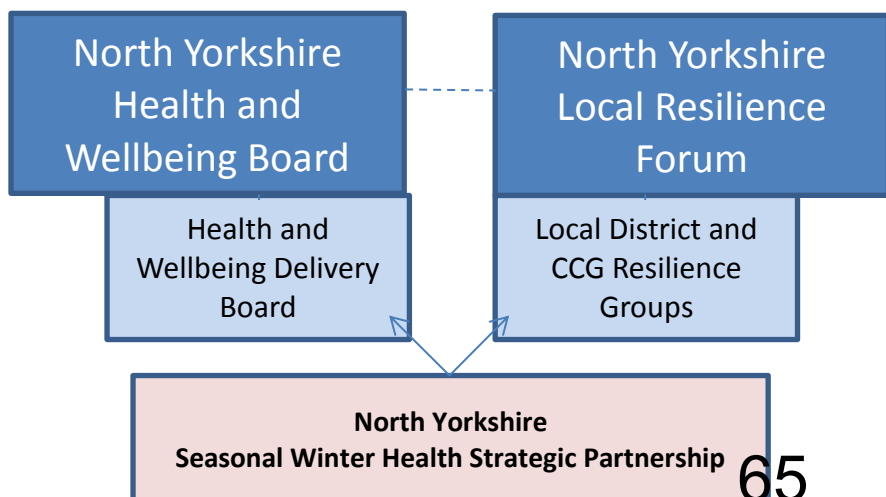 North Yorkshire
Health and
Wellbeing Board
North Yorkshire
Local Resilience
Forum
Health and
Wellbeing Delivery
Board
Local District and
CCG Resilience
Groups
North Yorkshire
Seasonal Winter Health Strategic Partnership
65